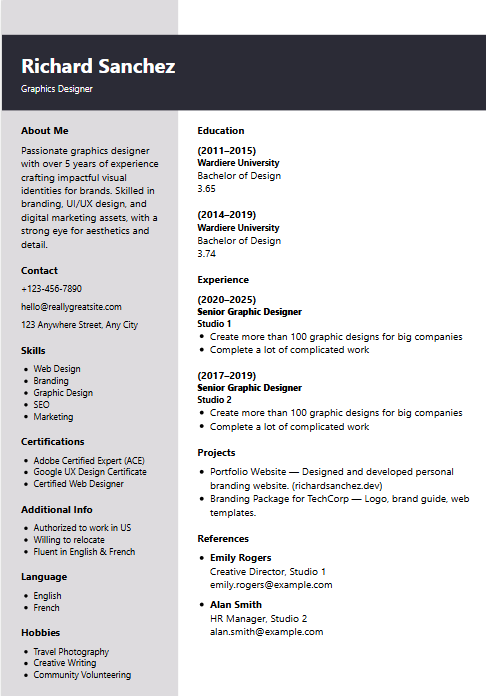 Richard Sanchez
Graphics Designer
About Me
Passionate graphics designer
with over 5 years of experience
crafting impactful visual
identities for brands. Skilled in
branding, UI/UX design, and
digital marketing assets, with a
strong eye for aesthetics and
detail.
Contact
+123-456-7890
hello@reallygreatsite.com
123 Anywhere Street, Any City
Skills
• Web Design
• Branding
• Graphic Design
• SEO
• Marketing
Certifications
• Adobe Certified Expert (ACE)
• Google UX Design Certificate
• Certified Web Designer
Additional Info
• Authorized to work in US
• Willing to relocate
• Fluent in English & French
Language
• English
• French
Hobbies
• Travel Photography
• Creative Writing
• Community Volunteering
Education
(2011–2015)
Wardiere University
Bachelor of Design
3.65
(2014–2019)
Wardiere University
Bachelor of Design
3.74
Experience
(2020–2025)
Senior Graphic Designer
Studio 1
• Create more than 100 graphic designs for big companies
• Complete a lot of complicated work
(2017–2019)
Senior Graphic Designer
Studio 2
• Create more than 100 graphic designs for big companies
• Complete a lot of complicated work
Projects
• Portfolio Website — Designed and developed personal
branding website. (richardsanchez.dev)
• Branding Package for TechCorp — Logo, brand guide, web
templates.
References
• Emily Rogers
Creative Director, Studio 1
emily.rogers@example.com
• Alan Smith
HR Manager, Studio 2
alan.smith@example.com